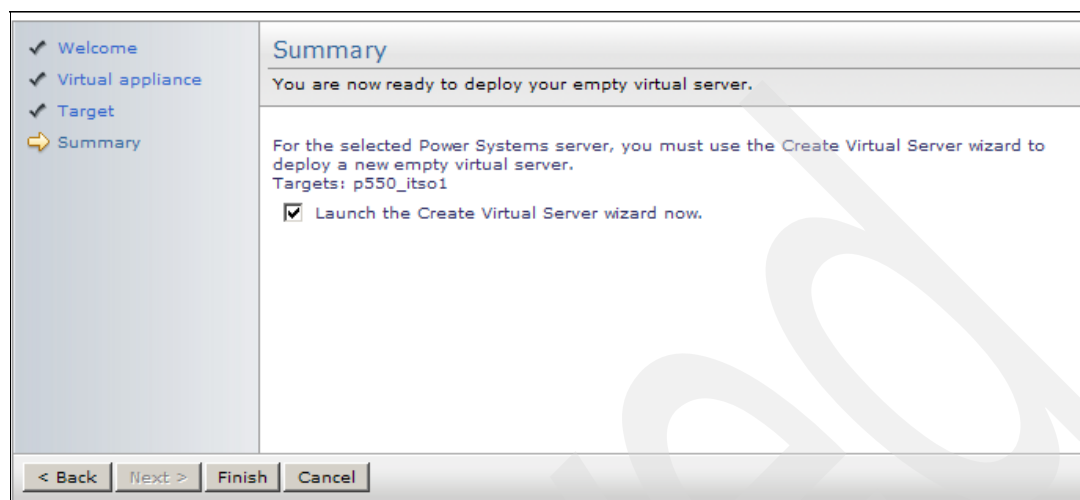 Welcome
Virtual appliance
Target
Summary
Summary
You are now ready to deploy your empty virtual server.
For the selected Power Systems server, you must use the Create Virtual Server wizard to
deploy a new empty virtual server.
Targets: p550_itso1
Launch the Create Virtual Server wizard now.
< Back Next > Finish Cancel